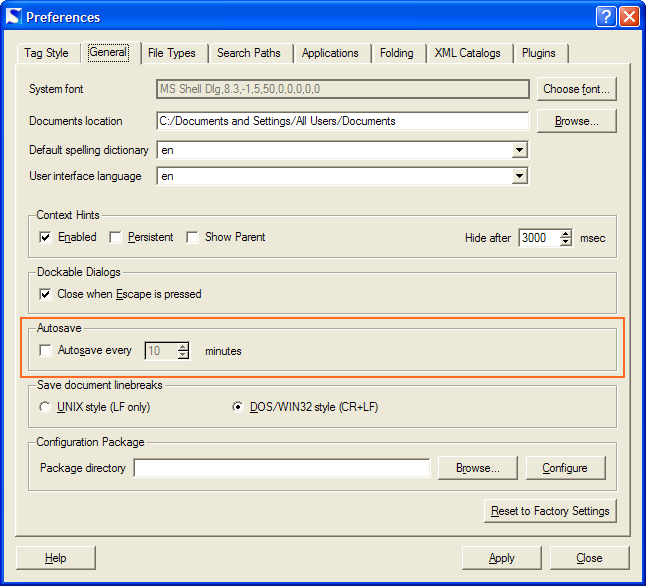 Preferences
Tag Style General File Types Search Paths Applications Folding XML Catalogs Plugins
System font MS Shell Dlg,8.3,-1,5,50,0,0,0,0,0 Choose font...
Documents location C:/Documents and Settings/All Users/Documents Browse...
Default spelling dictionary en
User interface language en
Context Hints
Enabled Persistent Show Parent Hide after 3000 msec
Dockable Dialogs
Close when Escape is pressed
Autosave
Autosave every 10 minutes
Save document linebreaks
UNIX style (LF only) DOS/WIN32 style (CR+LF)
Configuration Package
Package directory Browse... Configure
Reset to Factory Settings
Help Apply Close